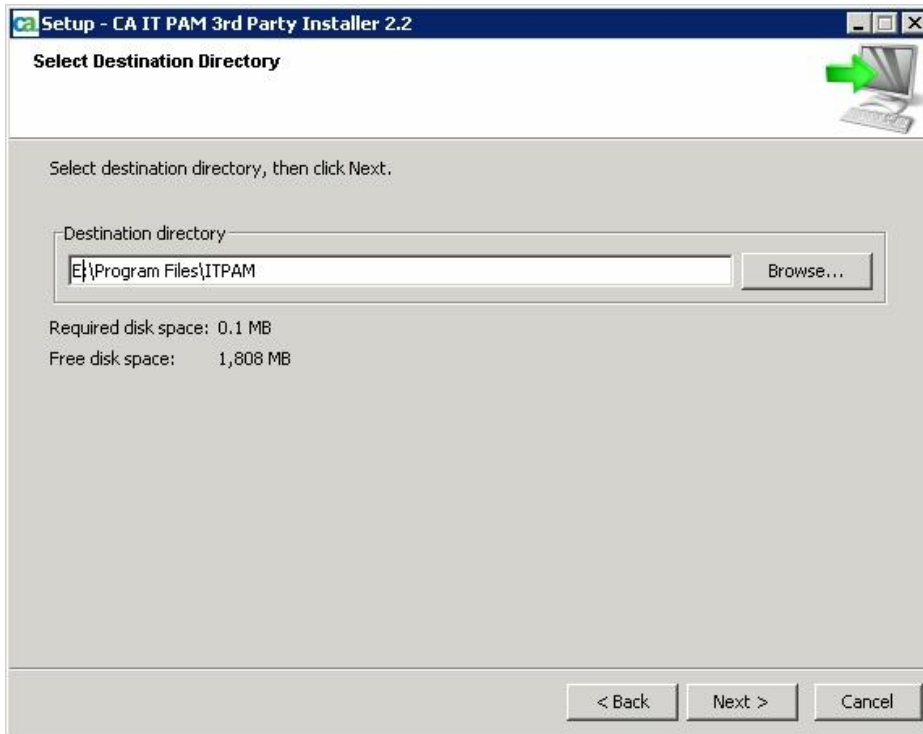 ca Setup - CA IT PAM 3rd Party Installer 2.2
Select Destination Directory
Select destination directory, then click Next.
Destination directory
E:\Program Files\ITPAM
Browse...
Required disk space: 0.1 MB
Free disk space: 1,808 MB
< Back Next > Cancel